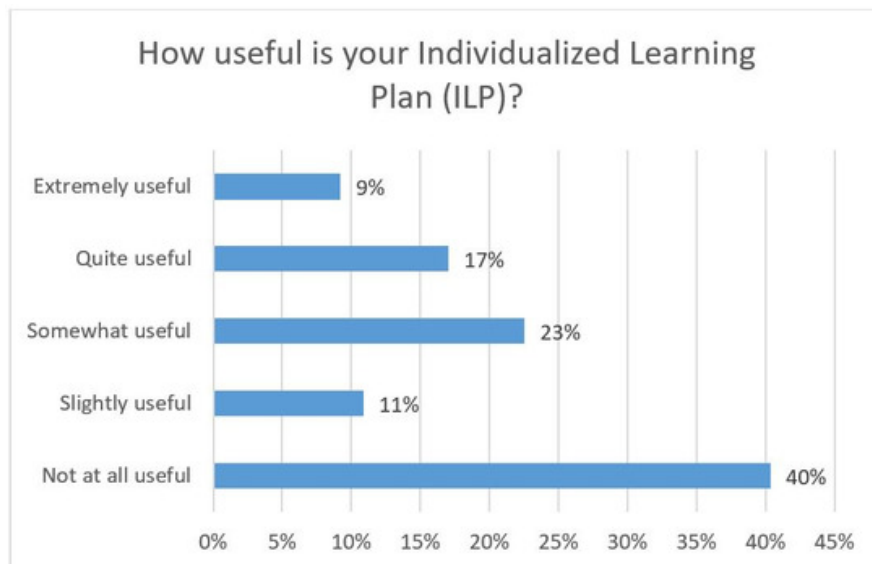 How useful is your Individualized Learning
Plan (ILP)?
Extremely useful 9%
Quite useful 17%
Somewhat useful 23%
Slightly useful 11%
Not at all useful 40%
0% 5% 10% 15% 20% 25% 30% 35% 40% 45%